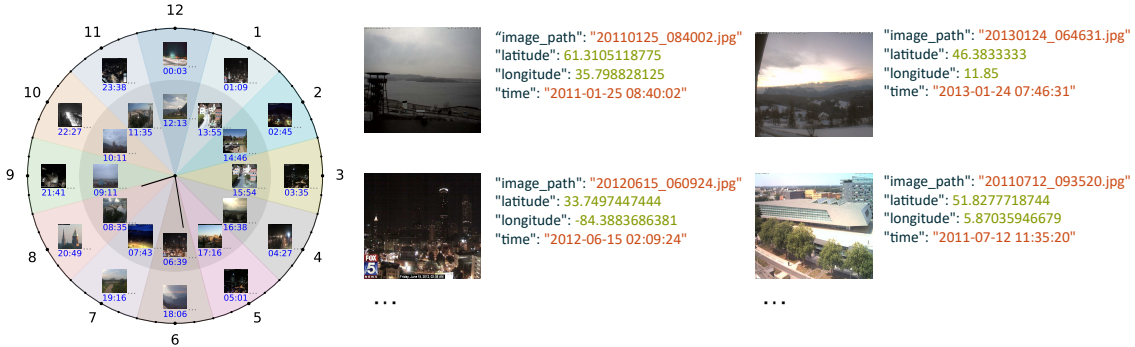 12
11
1
00:03
23:38
01:09
10
2
22:27
11:35
12:13
13:55
02:45
10:11
14:46
9
3
21:41
09:11
15:54
03:35
08:35
16:38
8
4
20:49
07:43
06:39
17:16
04:27
19:16
18:06
05:01
7
5
6
“image_path": "20110125_084002.jpg"
"latitude": 61.3105118775
"longitude": 35.798828125
"time": "2011-01-25 08:40:02"
"image_path": "20130124_064631.jpg"
"latitude": 46.3833333
"longitude": 11.85
"time": "2013-01-24 07:46:31"
"image_path": "20120615_060924.jpg"
"latitude": 33.7497447444
"longitude": -84.3883686381
"time": "2012-06-15 02:09:24"
FOX
5
...
"image_path": "20110712_093520.jpg"
"latitude": 51.8277718744
"longitude": 5.87035946679
"time": "2011-07-12 11:35:20"
...